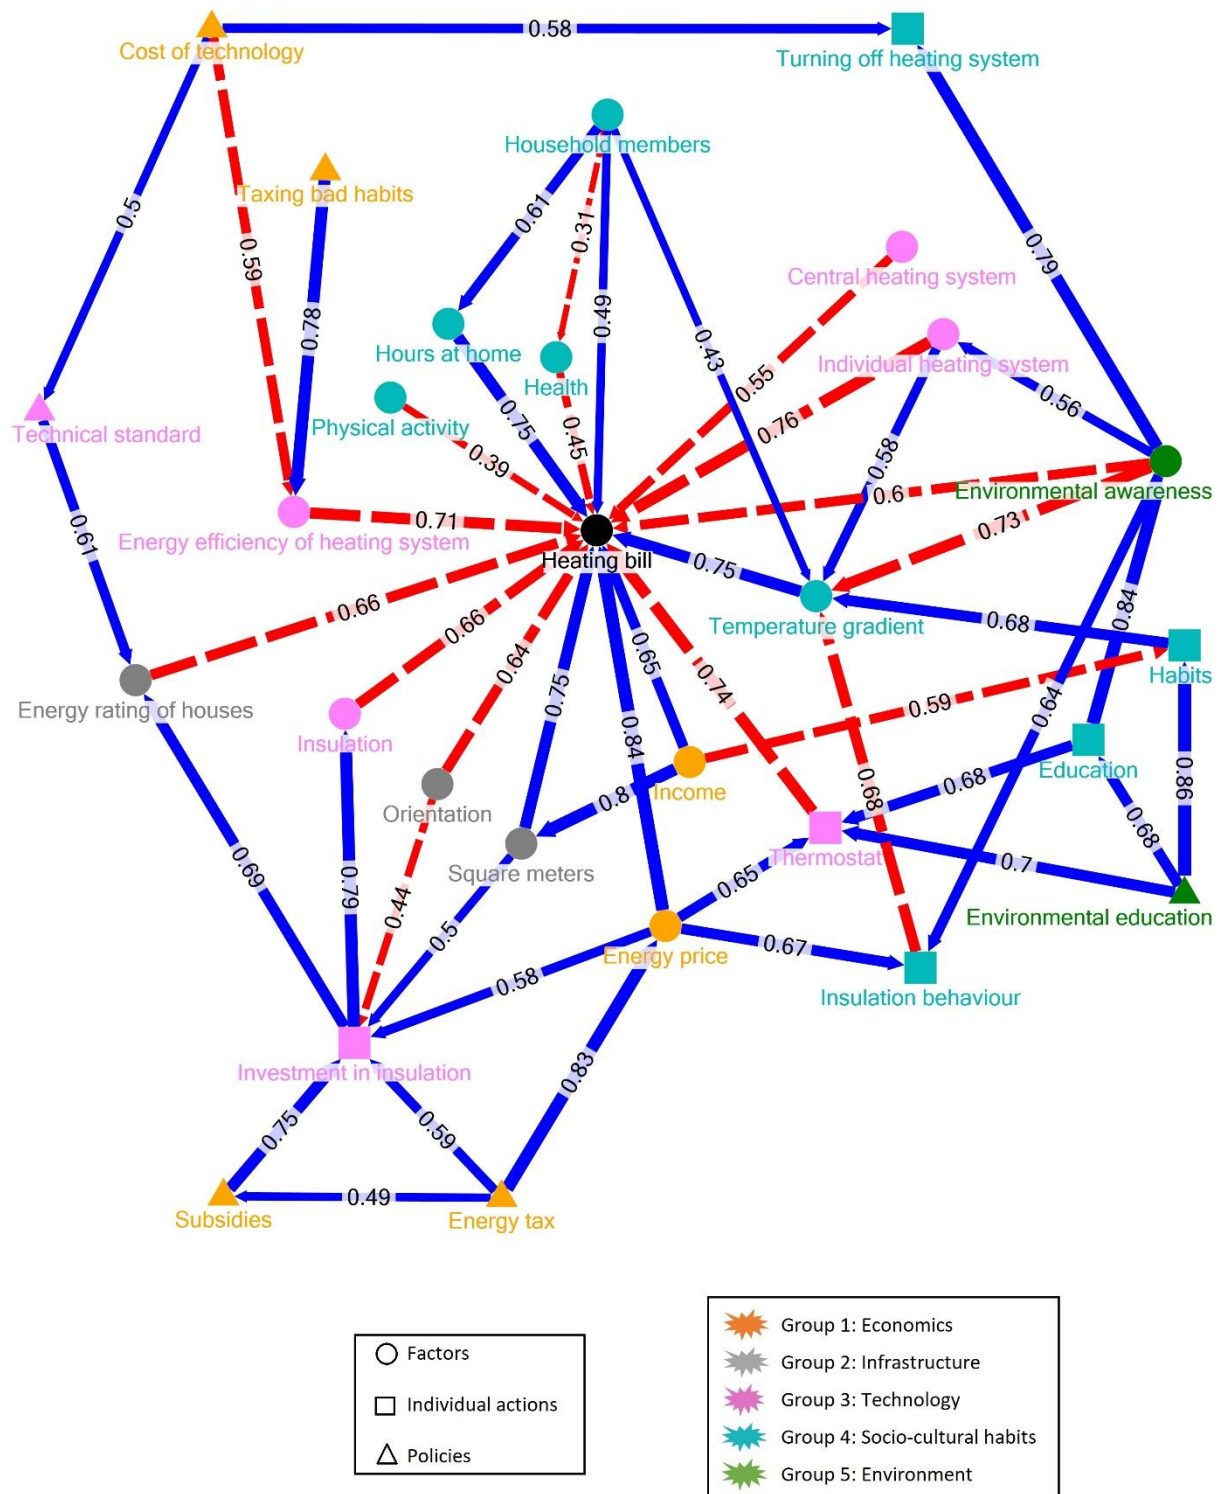 0.58
Cost of technology
Turning off heating system
Household members
Taxing bad habits
0.5
0.61
0.31
0.59
0.79
Central heating system
0.49
0.78
0.43
Hours at home
Individual heating system
Health
0.55
0.56
Physical activity
0.75
0.76
Technical standard
0.45
0.39
0.58
Environmental awareness
0.6
0.71
Energy efficiency of heating system
0.73
0.61
Heating bill
0.75
0.84
0.66
0.66
Temperature gradient
0.68
0.64
0.65
Habits
0.75
0.74
0.64
Energy rating of houses
0.59
Insulation
0.84
Education
Income
0.68
0.8
0.68
Orientation
0.86
0.68
Thermostat
0.7
0.69
Square meters
0.65
0.79
0.44
Environmental education
0.5
0.67
Energy price
0.58
Insulation behaviour
Investment in insulation
0.83
0.75
0.59
0.49
Subsidies
Energy tax
Factors
Individual actions
Policies
Group 1: Economics
Group 2: Infrastructure
Group 3: Technology
Group 4: Socio-cultural habits
Group 5: Environment